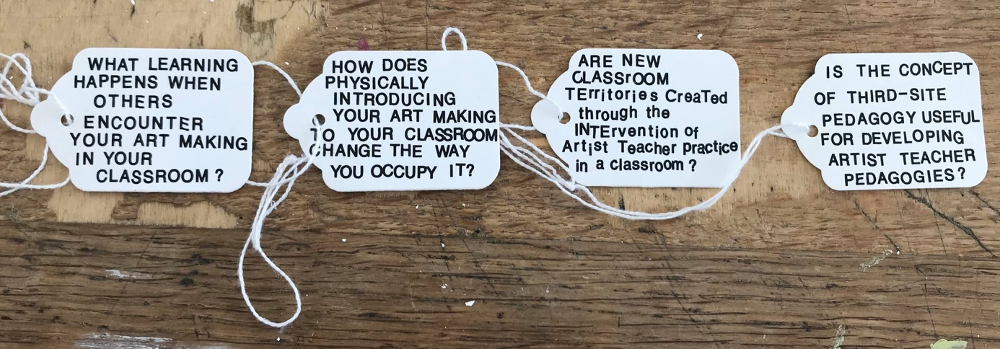 WHAT LEARNING
HAPPENS WHEN
OTHERS
ENCOUNTER
YOUR ART MAKING
IN YOUR
CLASSROOM?
HOW DOES
PHYSICALLY
INTRODUCING
YOUR ART MAKING
TO YOUR CLASSROOM
CHANGE THE WAY
YOU OCCUPY IT?
ARE NEW
CLASSrOOM
TErritories CreaTed
through the
INTErvention of
Artist Teacher practice
in a classroom?
IS THE CONCEPT
OF THIRD-SITE
PEDAGOGY USEFUL
FOR DEVELOPING
ARTIST TEACHER
PEDAGOGIES?